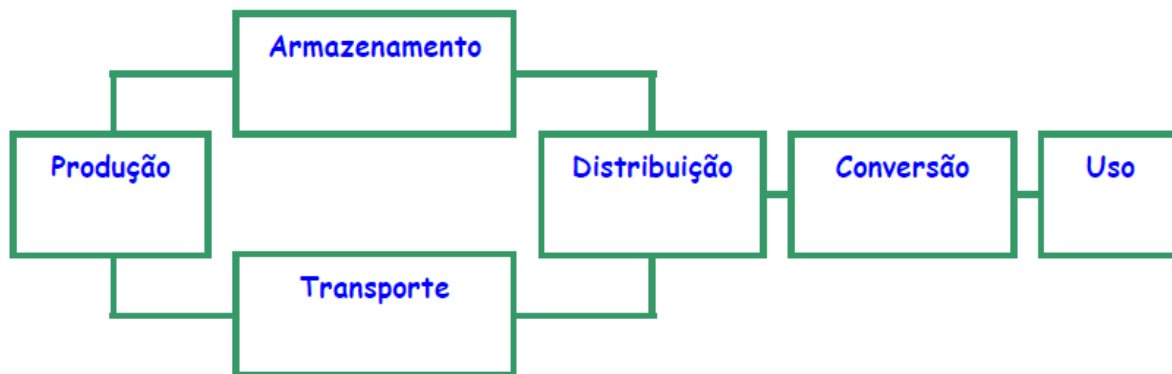 Armazenamento
Produção
Distribuição
Conversão
Uso
Transporte